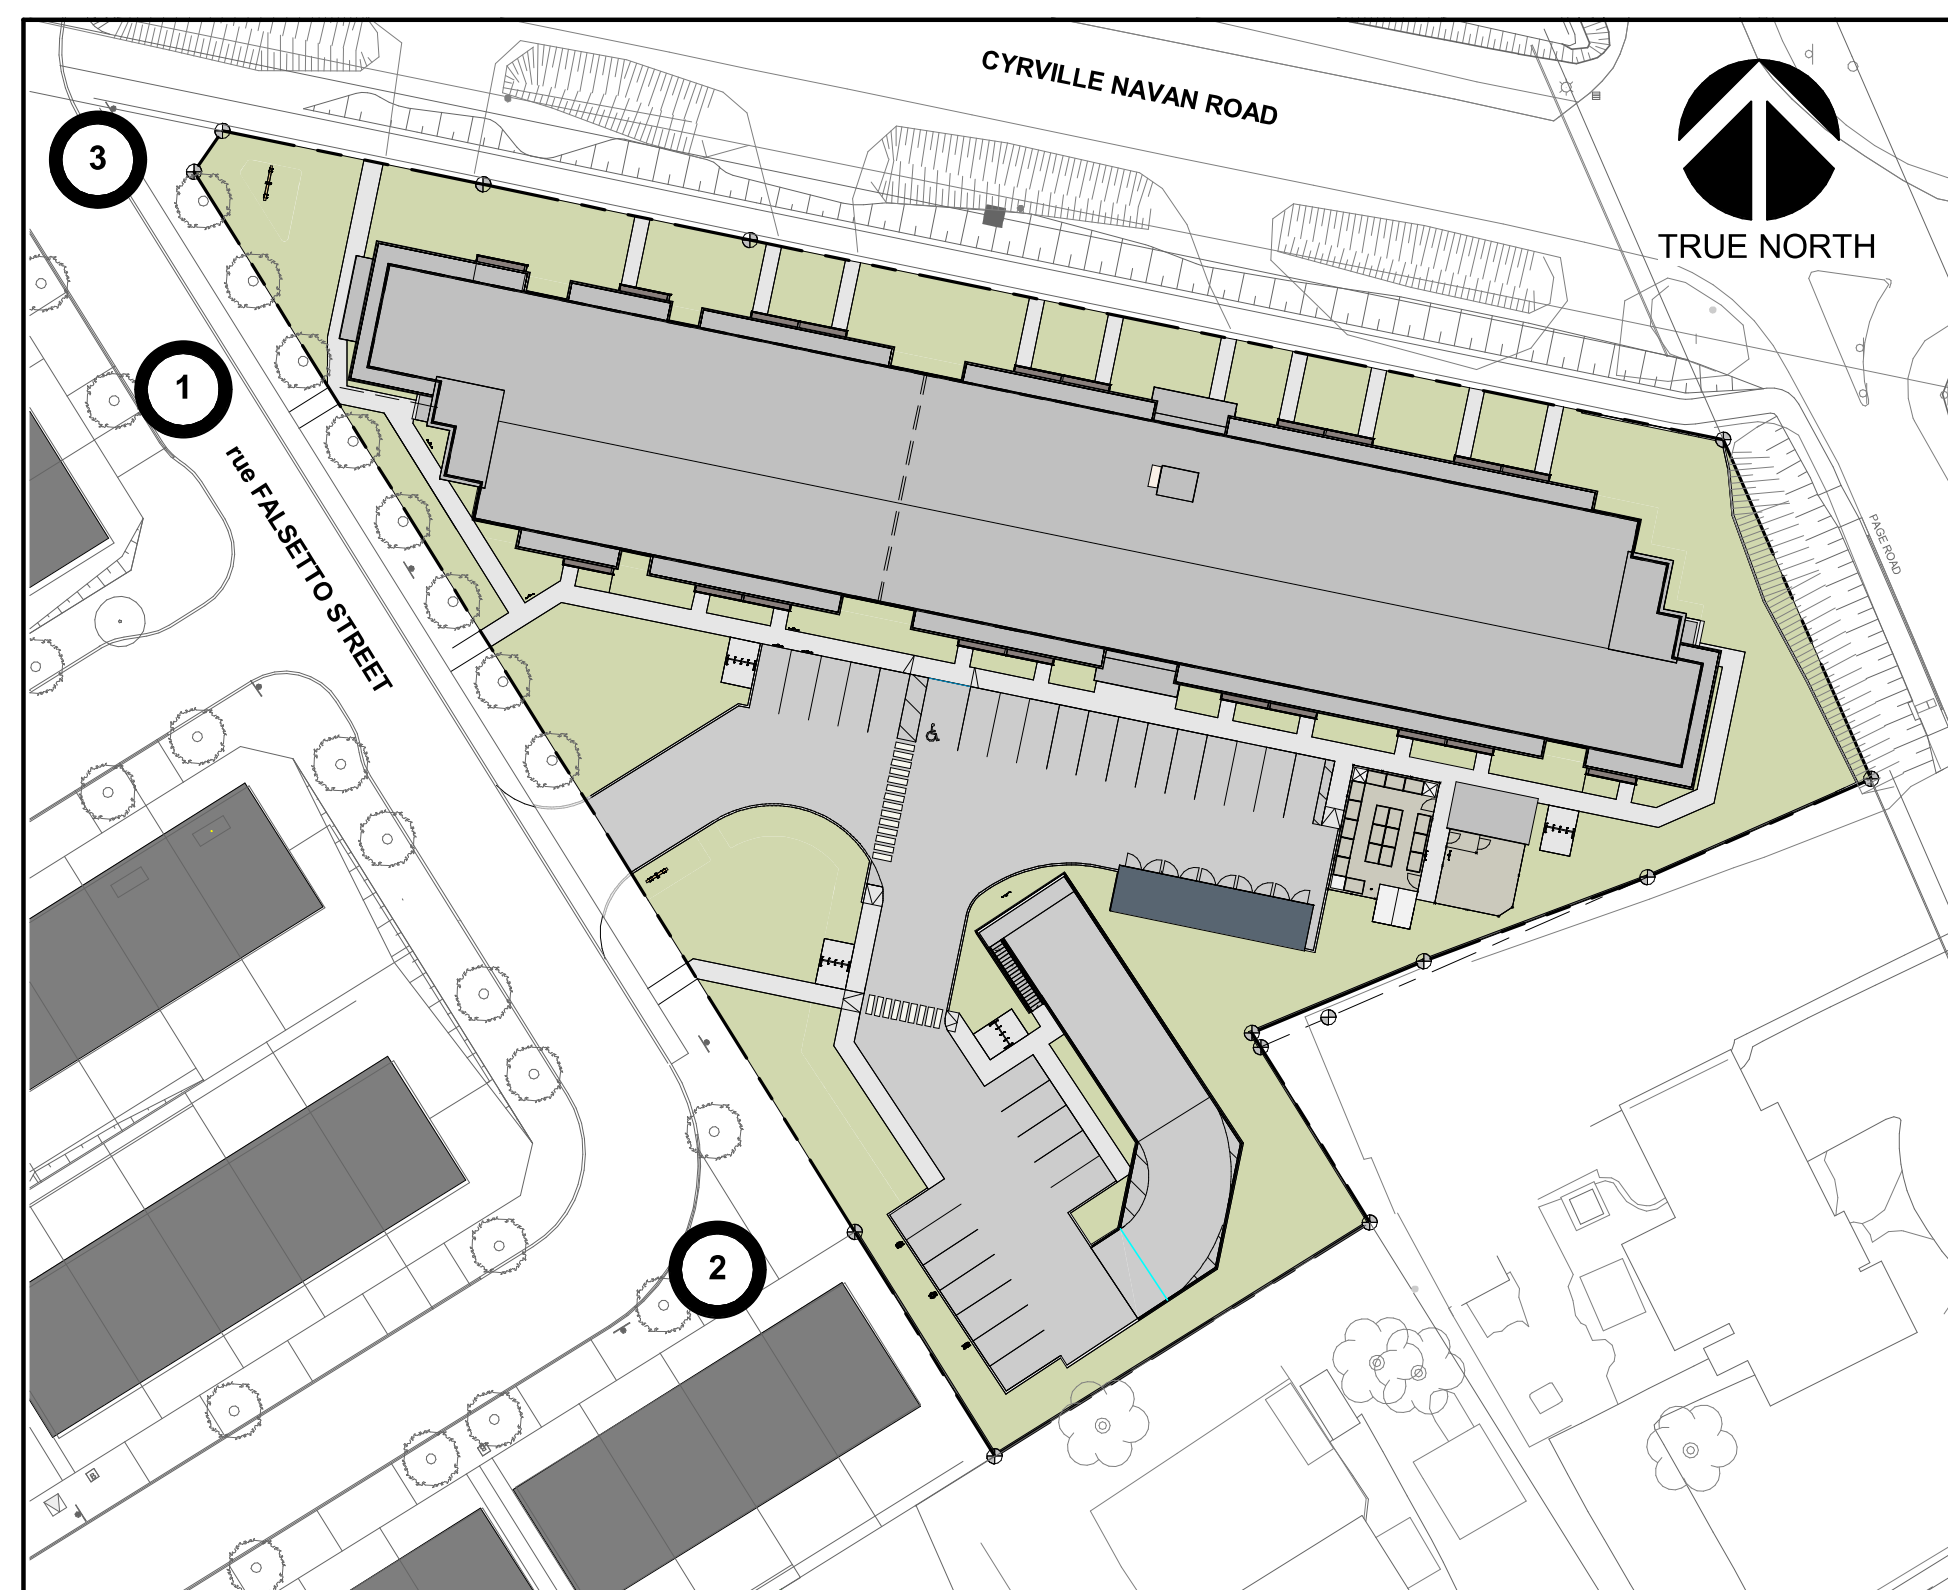 CYRVILLE NAVAN ROAD
TRUE NORTH
3
1
rue FALSETTO STREET
PAGE ROAD
2